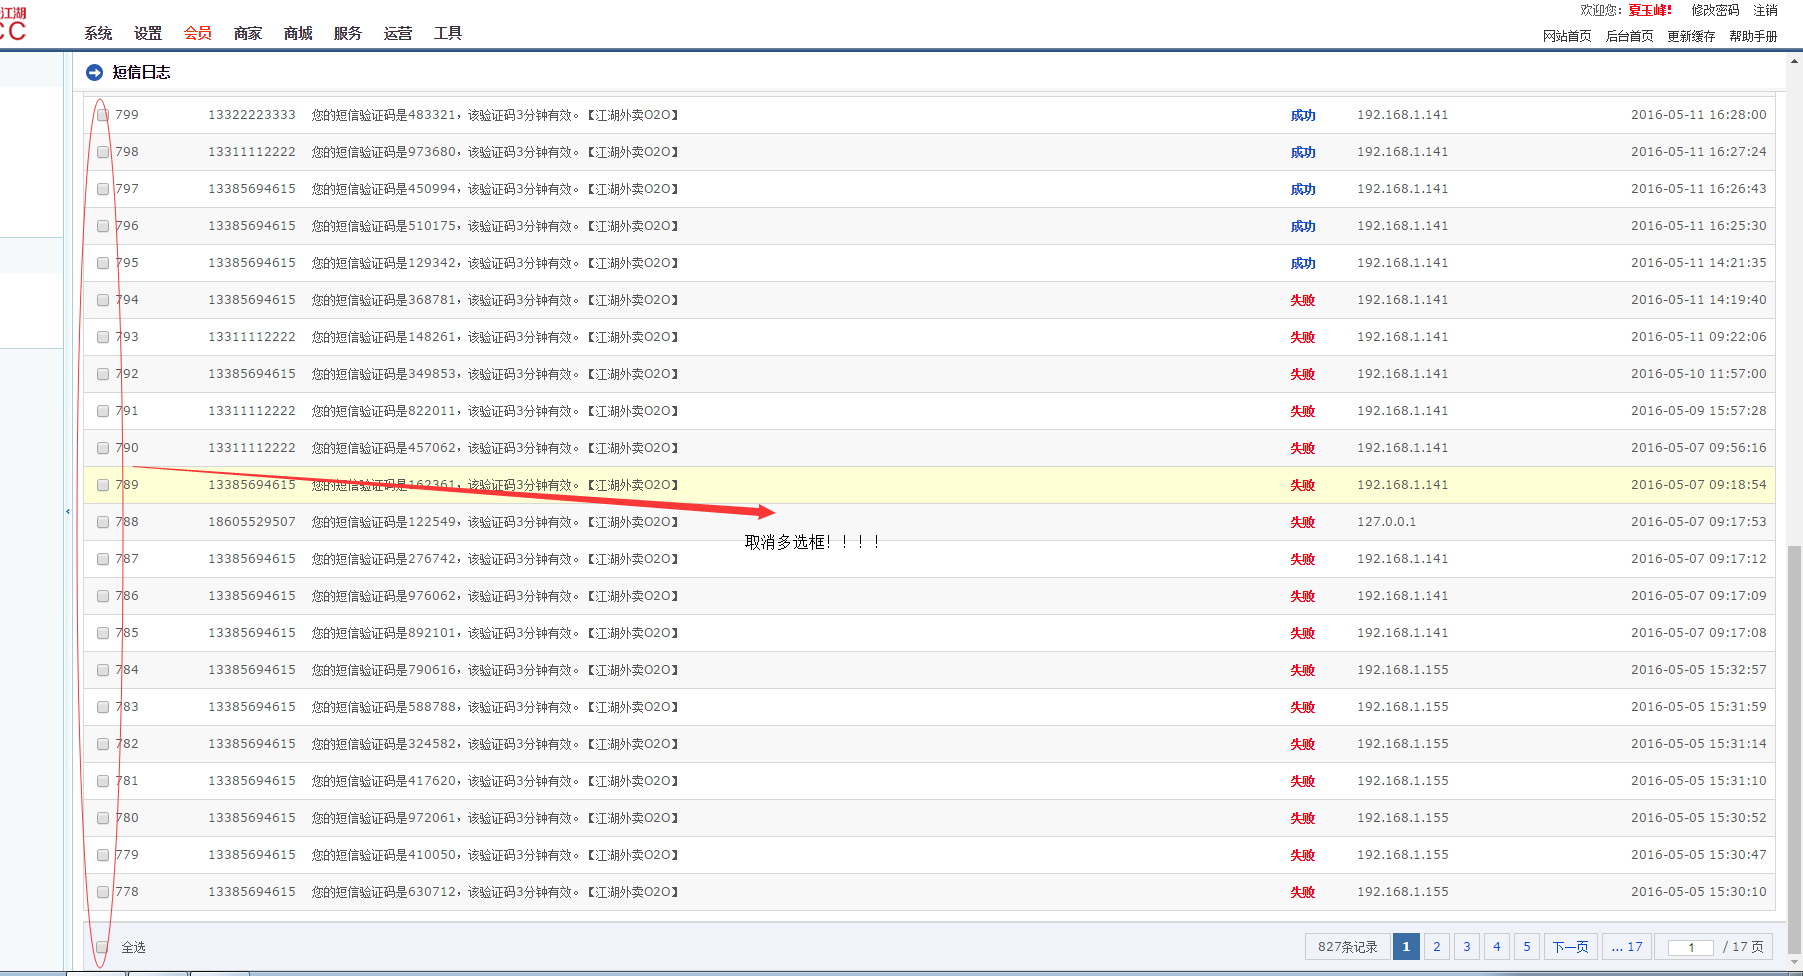 江湖
CC
欢迎您：夏玉峰! 修改密码 注销
系统 设置 会员 商家 商城 服务 运营 工具
网站首页 后台首页 更新缓存 帮助手册
短信日志
799 13322223333 您的短信验证码是483321，该验证码3分钟有效。【江湖外卖O2O】 成功 192.168.1.141 2016-05-11 16:28:00
798 13311112222 您的短信验证码是973680，该验证码3分钟有效。【江湖外卖O2O】 成功 192.168.1.141 2016-05-11 16:27:24
797 13385694615 您的短信验证码是450994，该验证码3分钟有效。【江湖外卖O2O】 成功 192.168.1.141 2016-05-11 16:26:43
796 13385694615 您的短信验证码是510175，该验证码3分钟有效。【江湖外卖O2O】 成功 192.168.1.141 2016-05-11 16:25:30
795 13385694615 您的短信验证码是129342，该验证码3分钟有效。【江湖外卖O2O】 成功 192.168.1.141 2016-05-11 14:21:35
794 13385694615 您的短信验证码是368781，该验证码3分钟有效。【江湖外卖O2O】 失败 192.168.1.141 2016-05-11 14:19:40
793 13311112222 您的短信验证码是148261，该验证码3分钟有效。【江湖外卖O2O】 失败 192.168.1.141 2016-05-11 09:22:06
792 13385694615 您的短信验证码是349853，该验证码3分钟有效。【江湖外卖O2O】 失败 192.168.1.141 2016-05-10 11:57:00
791 13311112222 您的短信验证码是822011，该验证码3分钟有效。【江湖外卖O2O】 失败 192.168.1.141 2016-05-09 15:57:28
790 13311112222 您的短信验证码是457062，该验证码3分钟有效。【江湖外卖O2O】 失败 192.168.1.141 2016-05-07 09:56:16
789 13385694615 您的短信验证码是162361，该验证码3分钟有效。【江湖外卖O2O】 失败 192.168.1.141 2016-05-07 09:18:54
788 18605529507 您的短信验证码是122549，该验证码3分钟有效。【江湖外卖O2O】 失败 127.0.0.1 2016-05-07 09:17:53
取消多选框！！！！
787 13385694615 您的短信验证码是276742，该验证码3分钟有效。【江湖外卖O2O】 失败 192.168.1.141 2016-05-07 09:17:12
786 13385694615 您的短信验证码是976062，该验证码3分钟有效。【江湖外卖O2O】 失败 192.168.1.141 2016-05-07 09:17:09
785 13385694615 您的短信验证码是892101，该验证码3分钟有效。【江湖外卖O2O】 失败 192.168.1.141 2016-05-07 09:17:08
784 13385694615 您的短信验证码是790616，该验证码3分钟有效。【江湖外卖O2O】 失败 192.168.1.155 2016-05-05 15:32:57
783 13385694615 您的短信验证码是588788，该验证码3分钟有效。【江湖外卖O2O】 失败 192.168.1.155 2016-05-05 15:31:59
782 13385694615 您的短信验证码是324582，该验证码3分钟有效。【江湖外卖O2O】 失败 192.168.1.155 2016-05-05 15:31:14
781 13385694615 您的短信验证码是417620，该验证码3分钟有效。【江湖外卖O2O】 失败 192.168.1.155 2016-05-05 15:31:10
780 13385694615 您的短信验证码是972061，该验证码3分钟有效。【江湖外卖O2O】 失败 192.168.1.155 2016-05-05 15:30:52
779 13385694615 您的短信验证码是410050，该验证码3分钟有效。【江湖外卖O2O】 失败 192.168.1.155 2016-05-05 15:30:47
778 13385694615 您的短信验证码是630712，该验证码3分钟有效。【江湖外卖O2O】 失败 192.168.1.155 2016-05-05 15:30:10
全选 827条记录 1 2 3 4 5 下一页 ... 17 1 / 17 页